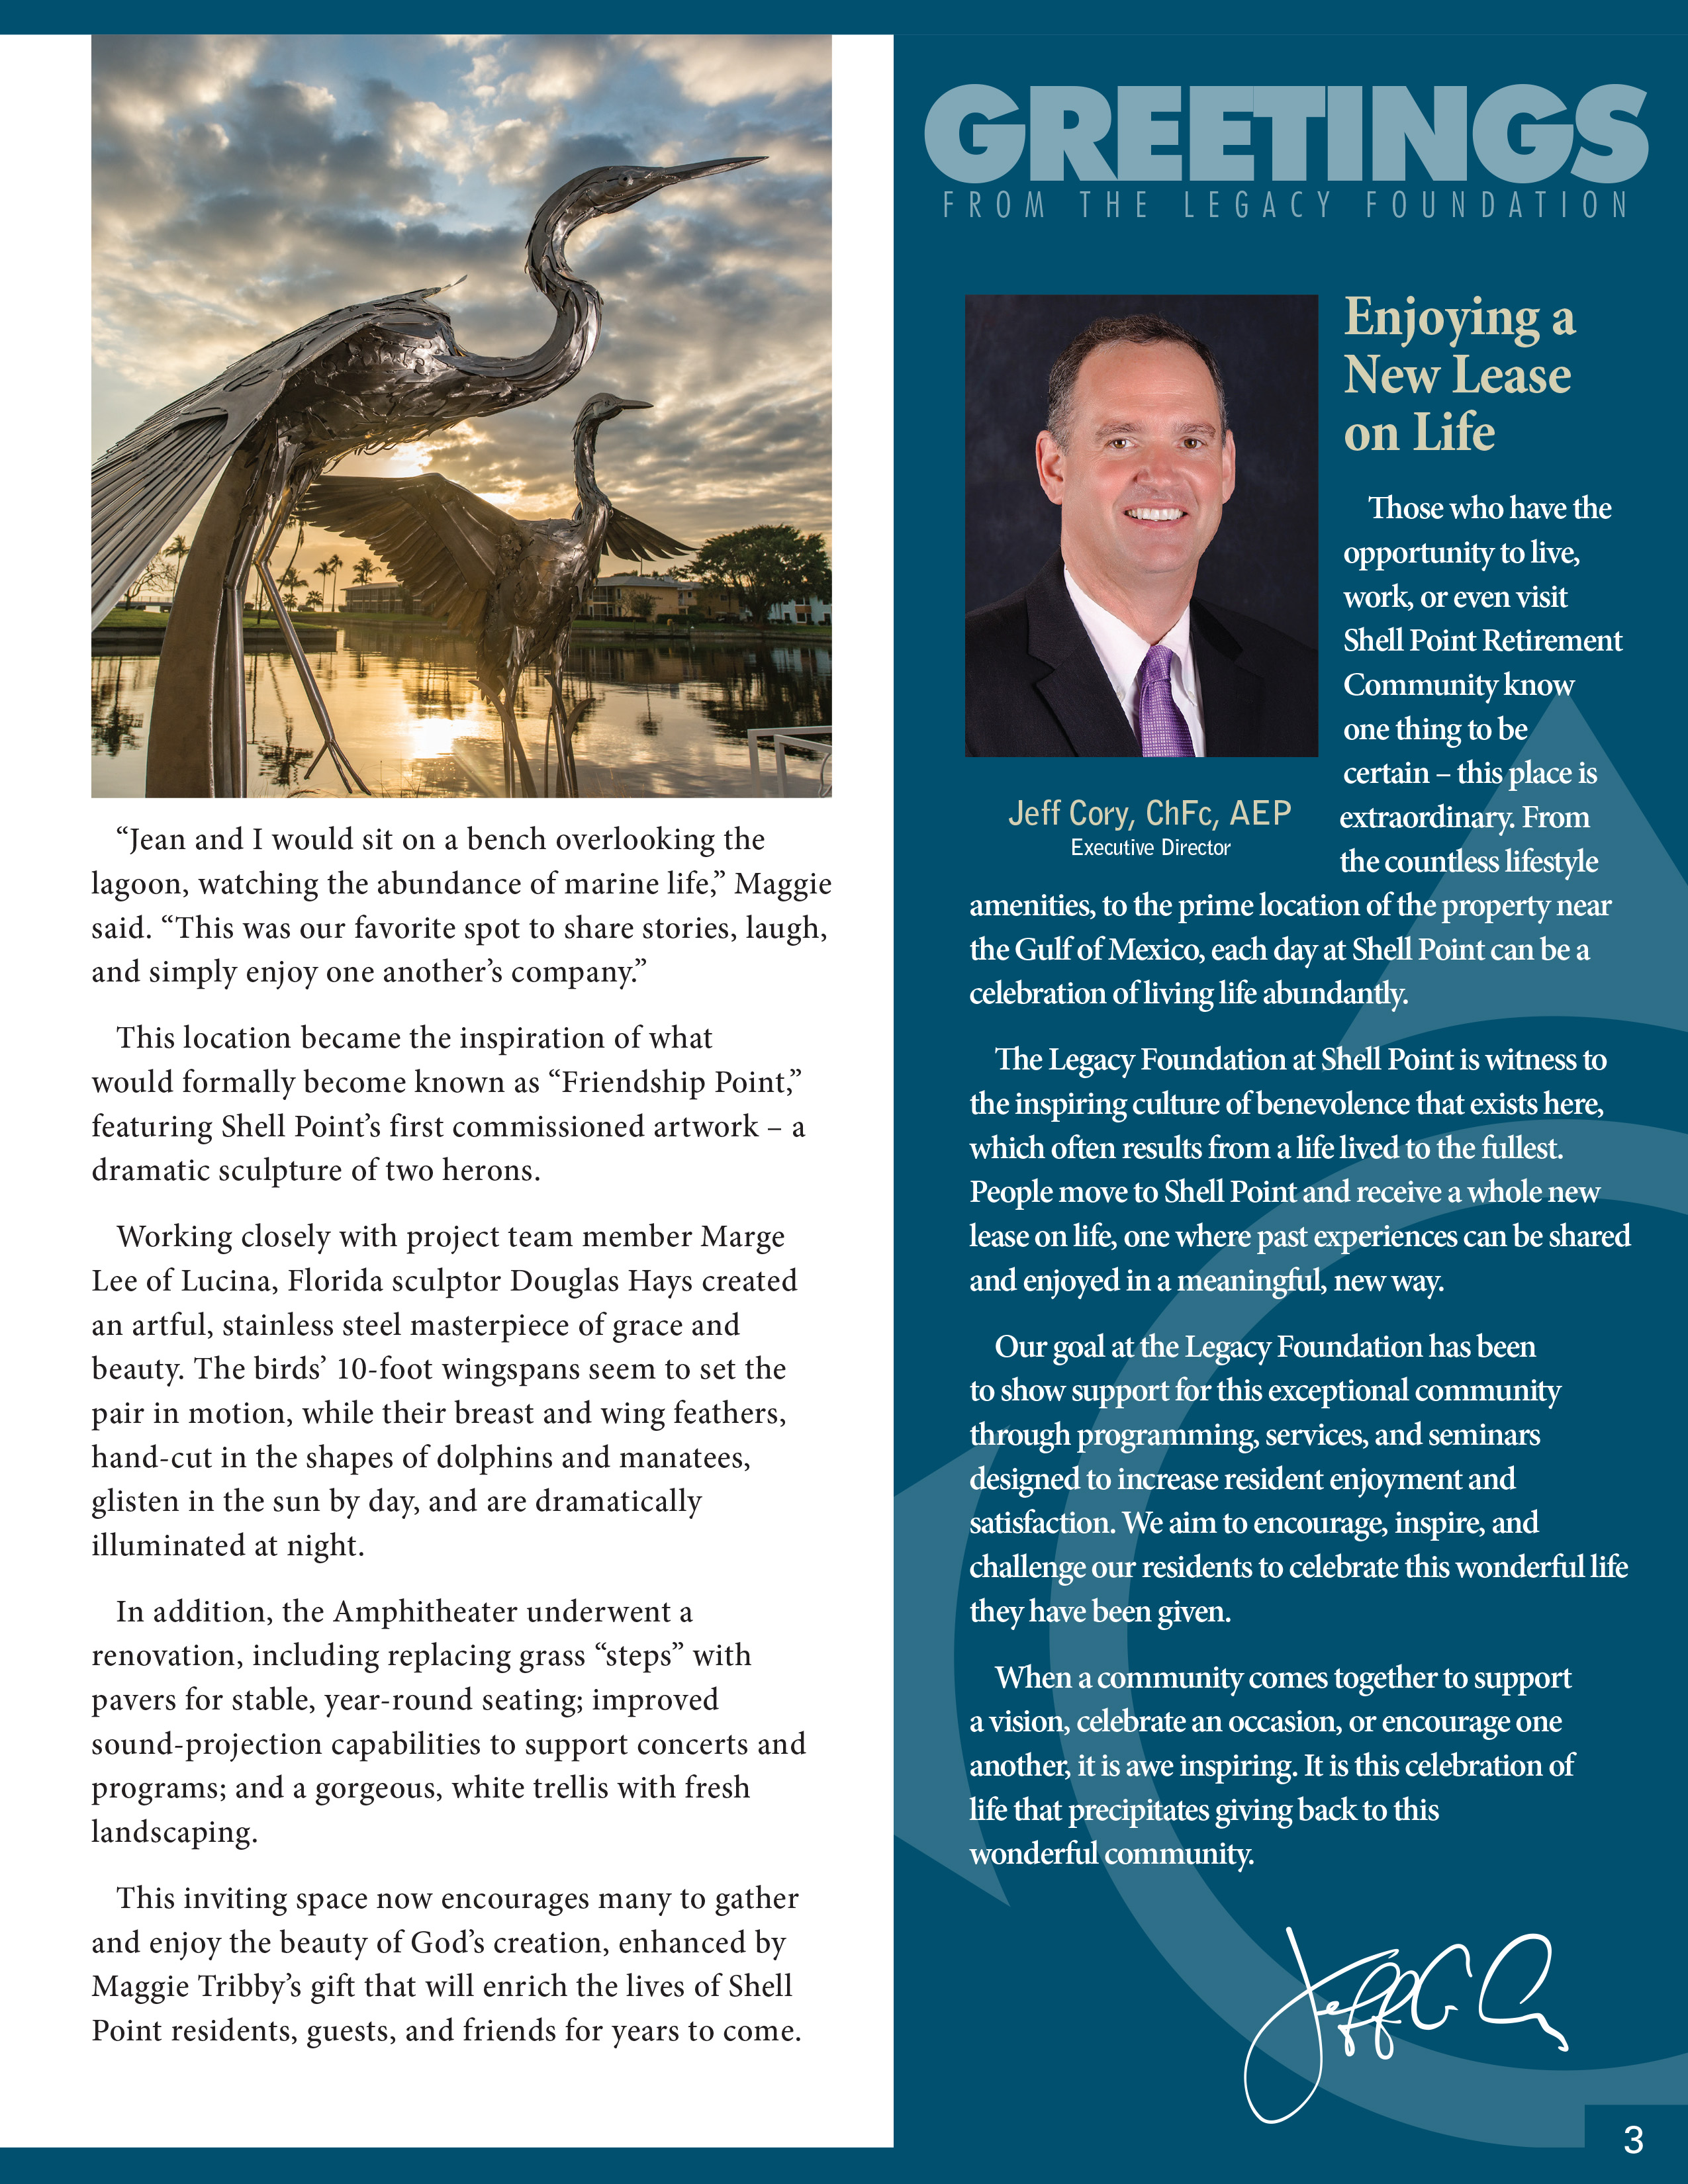 “Jean and I would sit on a bench overlooking the
lagoon, watching the abundance of marine life,” Maggie
said. “This was our favorite spot to share stories, laugh,
and simply enjoy one another’s company.”
This location became the inspiration of what
would formally become known as “Friendship Point,”
featuring Shell Point’s first commissioned artwork – a
dramatic sculpture of two herons.
Working closely with project team member Marge
Lee of Lucina, Florida sculptor Douglas Hays created
an artful, stainless steel masterpiece of grace and
beauty. The birds’ 10-foot wingspans seem to set the
pair in motion, while their breast and wing feathers,
hand-cut in the shapes of dolphins and manatees,
glisten in the sun by day, and are dramatically
illuminated at night.
In addition, the Amphitheater underwent a
renovation, including replacing grass “steps” with
pavers for stable, year-round seating; improved
sound-projection capabilities to support concerts and
programs; and a gorgeous, white trellis with fresh
landscaping.
This inviting space now encourages many to gather
and enjoy the beauty of God’s creation, enhanced by
Maggie Tribby’s gift that will enrich the lives of Shell
Point residents, guests, and friends for years to come.
GREETINGS
FROM THE LEGACY FOUNDATION
Jeff Cory, ChFc, AEP
Executive Director
Enjoying a
New Lease
on Life
Those who have the
opportunity to live,
work, or even visit
Shell Point Retirement
Community know
one thing to be
certain – this place is
extraordinary. From
the countless lifestyle
amenities, to the prime location of the property near
the Gulf of Mexico, each day at Shell Point can be a
celebration of living life abundantly.
The Legacy Foundation at Shell Point is witness to
the inspiring culture of benevolence that exists here,
which often results from a life lived to the fullest.
People move to Shell Point and receive a whole new
lease on life, one where past experiences can be shared
and enjoyed in a meaningful, new way.
Our goal at the Legacy Foundation has been
to show support for this exceptional community
through programming, services, and seminars
designed to increase resident enjoyment and
satisfaction. We aim to encourage, inspire, and
challenge our residents to celebrate this wonderful life
they have been given.
When a community comes together to support
a vision, celebrate an occasion, or encourage one
another, it is awe inspiring. It is this celebration of
life that precipitates giving back to this
wonderful community.
3